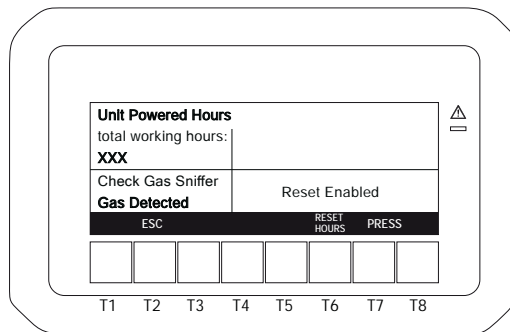 Unit Powered Hours
total working hours:
XXX
Check Gas Sniffer
Gas Detected
Reset Enabled
ESC
RESET
HOURS
PRESS
T1 T2 T3 T4 T5 T6 T7 T8